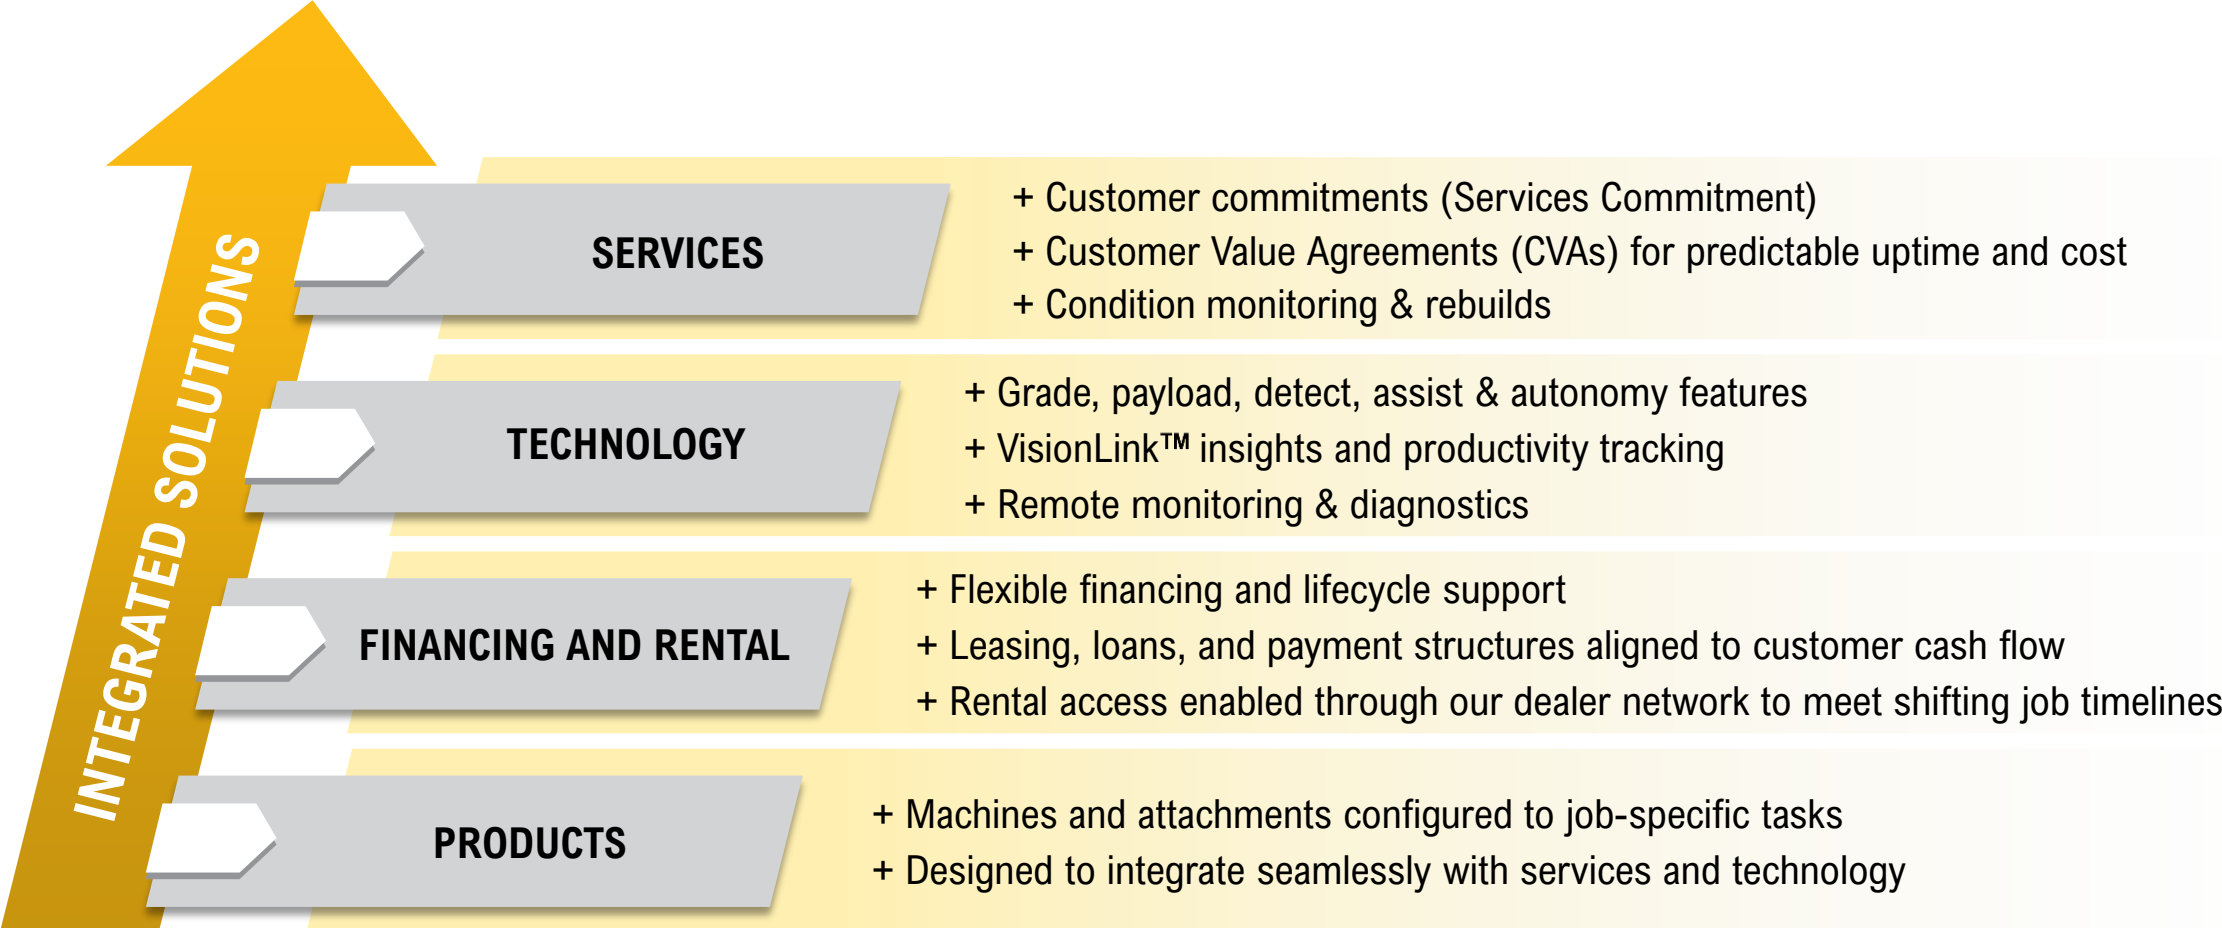 INTEGRATED SOLUTIONS
SERVICES
+ Customer commitments (Services Commitment)
+ Customer Value Agreements (CVAs) for predictable uptime and cost
+ Condition monitoring & rebuilds
TECHNOLOGY
+ Grade, payload, detect, assist & autonomy features
+ VisionLink™ insights and productivity tracking
+ Remote monitoring & diagnostics
FINANCING AND RENTAL
+ Flexible financing and lifecycle support
+ Leasing, loans, and payment structures aligned to customer cash flow
+ Rental access enabled through our dealer network to meet shifting job timelines
PRODUCTS
+ Machines and attachments configured to job-specific tasks
+ Designed to integrate seamlessly with services and technology